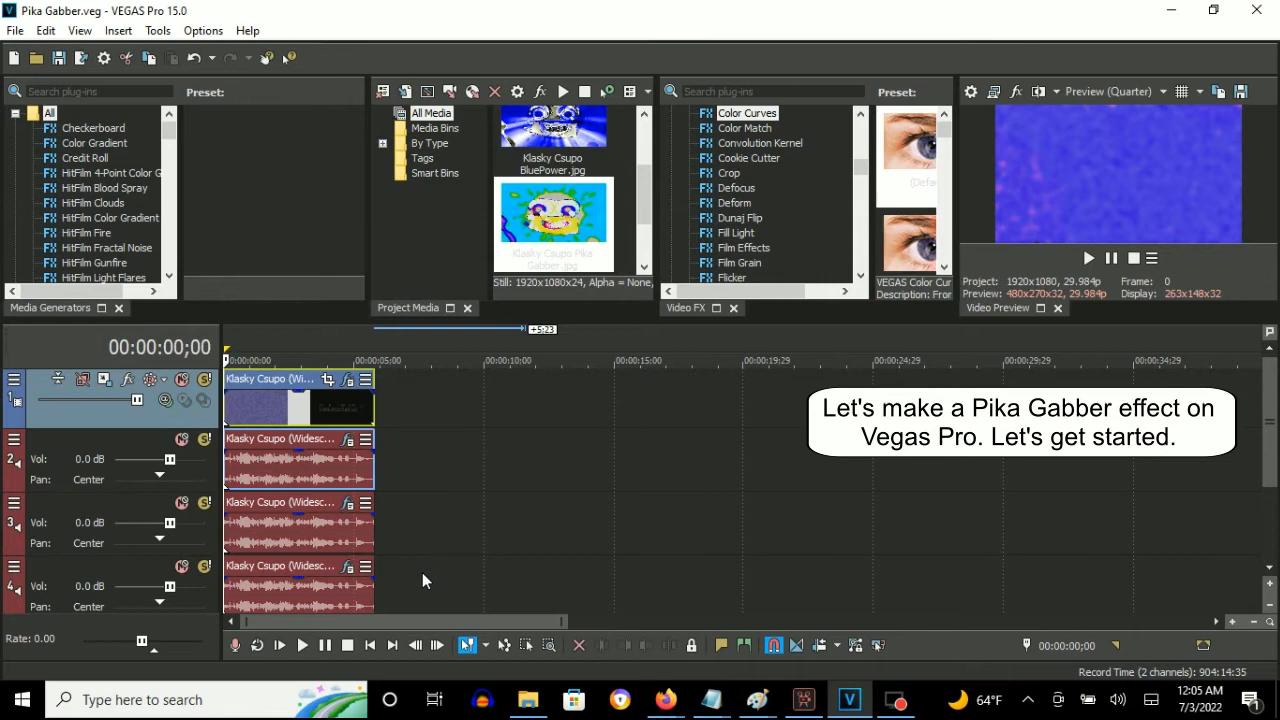 Pika Gabber.veg - VEGAS Pro 15.0
File Edit View Insert Tools Options Help
Search plug-ins
Preset:
All
Checkerboard
Color Gradient
Credit Roll
HitFilm 4-Point Color G
HitFilm Blood Spray
HitFilm Clouds
HitFilm Color Gradient
HitFilm Fire
HitFilm Fractal Noise
HitFilm Gunfire
HitFilm Light Flares
Media Generators
All Media
Media Bins
By Type
Tags
Smart Bins
Klasky Csupo
BluePower.jpg
Klasky Csupo Pika
Gabber.jpg
Still: 1920x1080x24, Alpha = None,
Project Media
Search plug-ins
Preset:
Color Curves
Color Match
Convolution Kernel
Cookie Cutter
Crop
Defocus
Deform
Dunaj Flip
Fill Light
Film Effects
Film Grain
Flicker
(Defau
VEGAS Color Cur
Description: Fror
Video FX
Preview (Quarter)
Project: 1920x1080, 29.984p
Frame: 0
Preview: 480x270x32, 29.984p
Display: 263x148x32
Video Preview
+5;23
00:00:00;00
00:00:00;00 00:00:05;00 00:00:10;00 00:00:15;00 00:00:19;29 00:00:24;29 00:00:29;29 00:00:34;29
1
Klasky Csupo (Wi...
Let's make a Pika Gabber effect on
Vegas Pro. Let's get started.
Klasky Csupo (Widesc...
2
Vol: 0.0 dB
Pan: Center
Klasky Csupo (Widesc...
3
Vol: 0.0 dB
Pan: Center
Klasky Csupo (Widesc...
4
Vol: 0.0 dB
Pan: Center
Rate: 0.00
00:00:00;00
Record Time (2 channels): 904:14:35
Type here to search
64°F
12:05 AM
7/3/2022
1